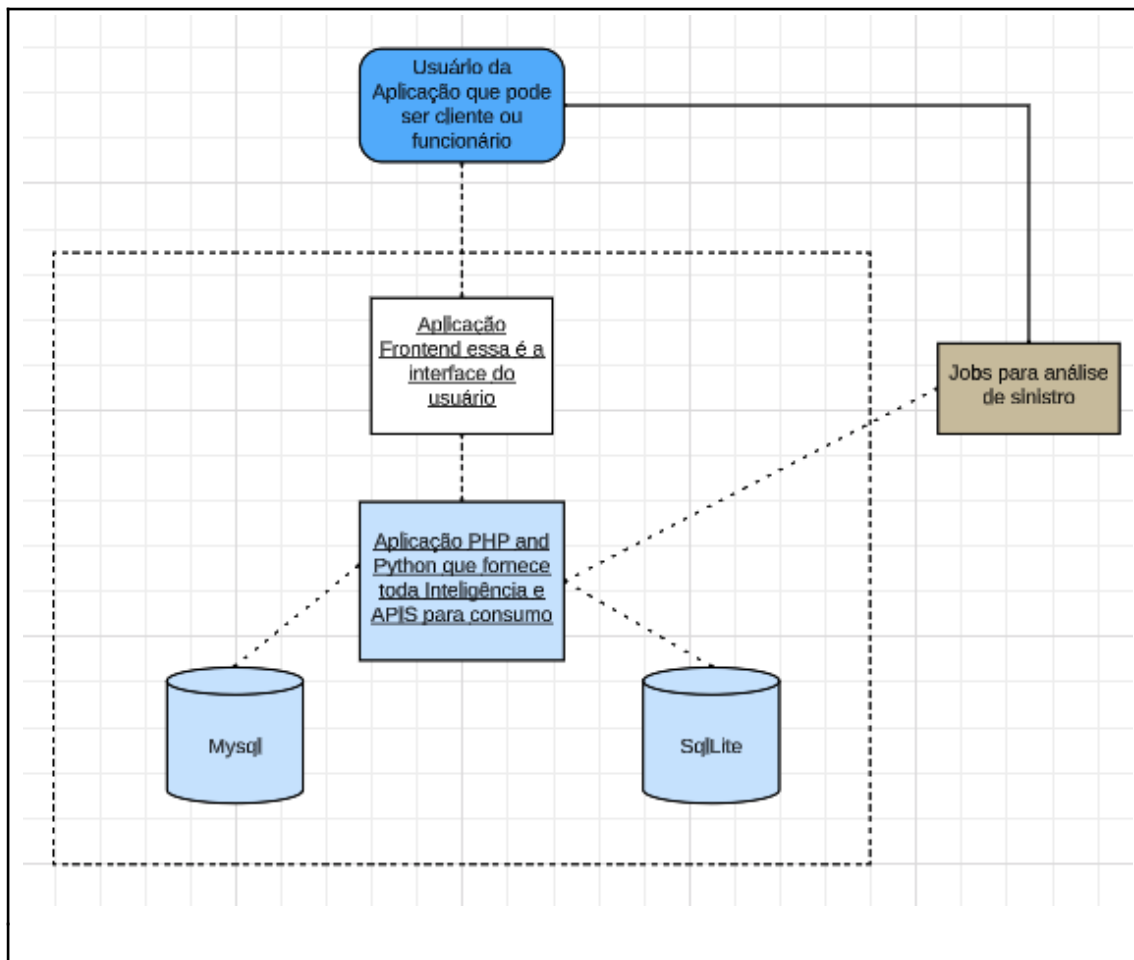 Usuário da
Aplicação que pode
ser cliente ou
funcionário
Aplicação
Frontend essa é a
interface do
usuário
Jobs para análise
de sinistro
Aplicação PHP and
Python que fornece
toda Inteligência e
APIS para consumo
Mysql
SqlLite